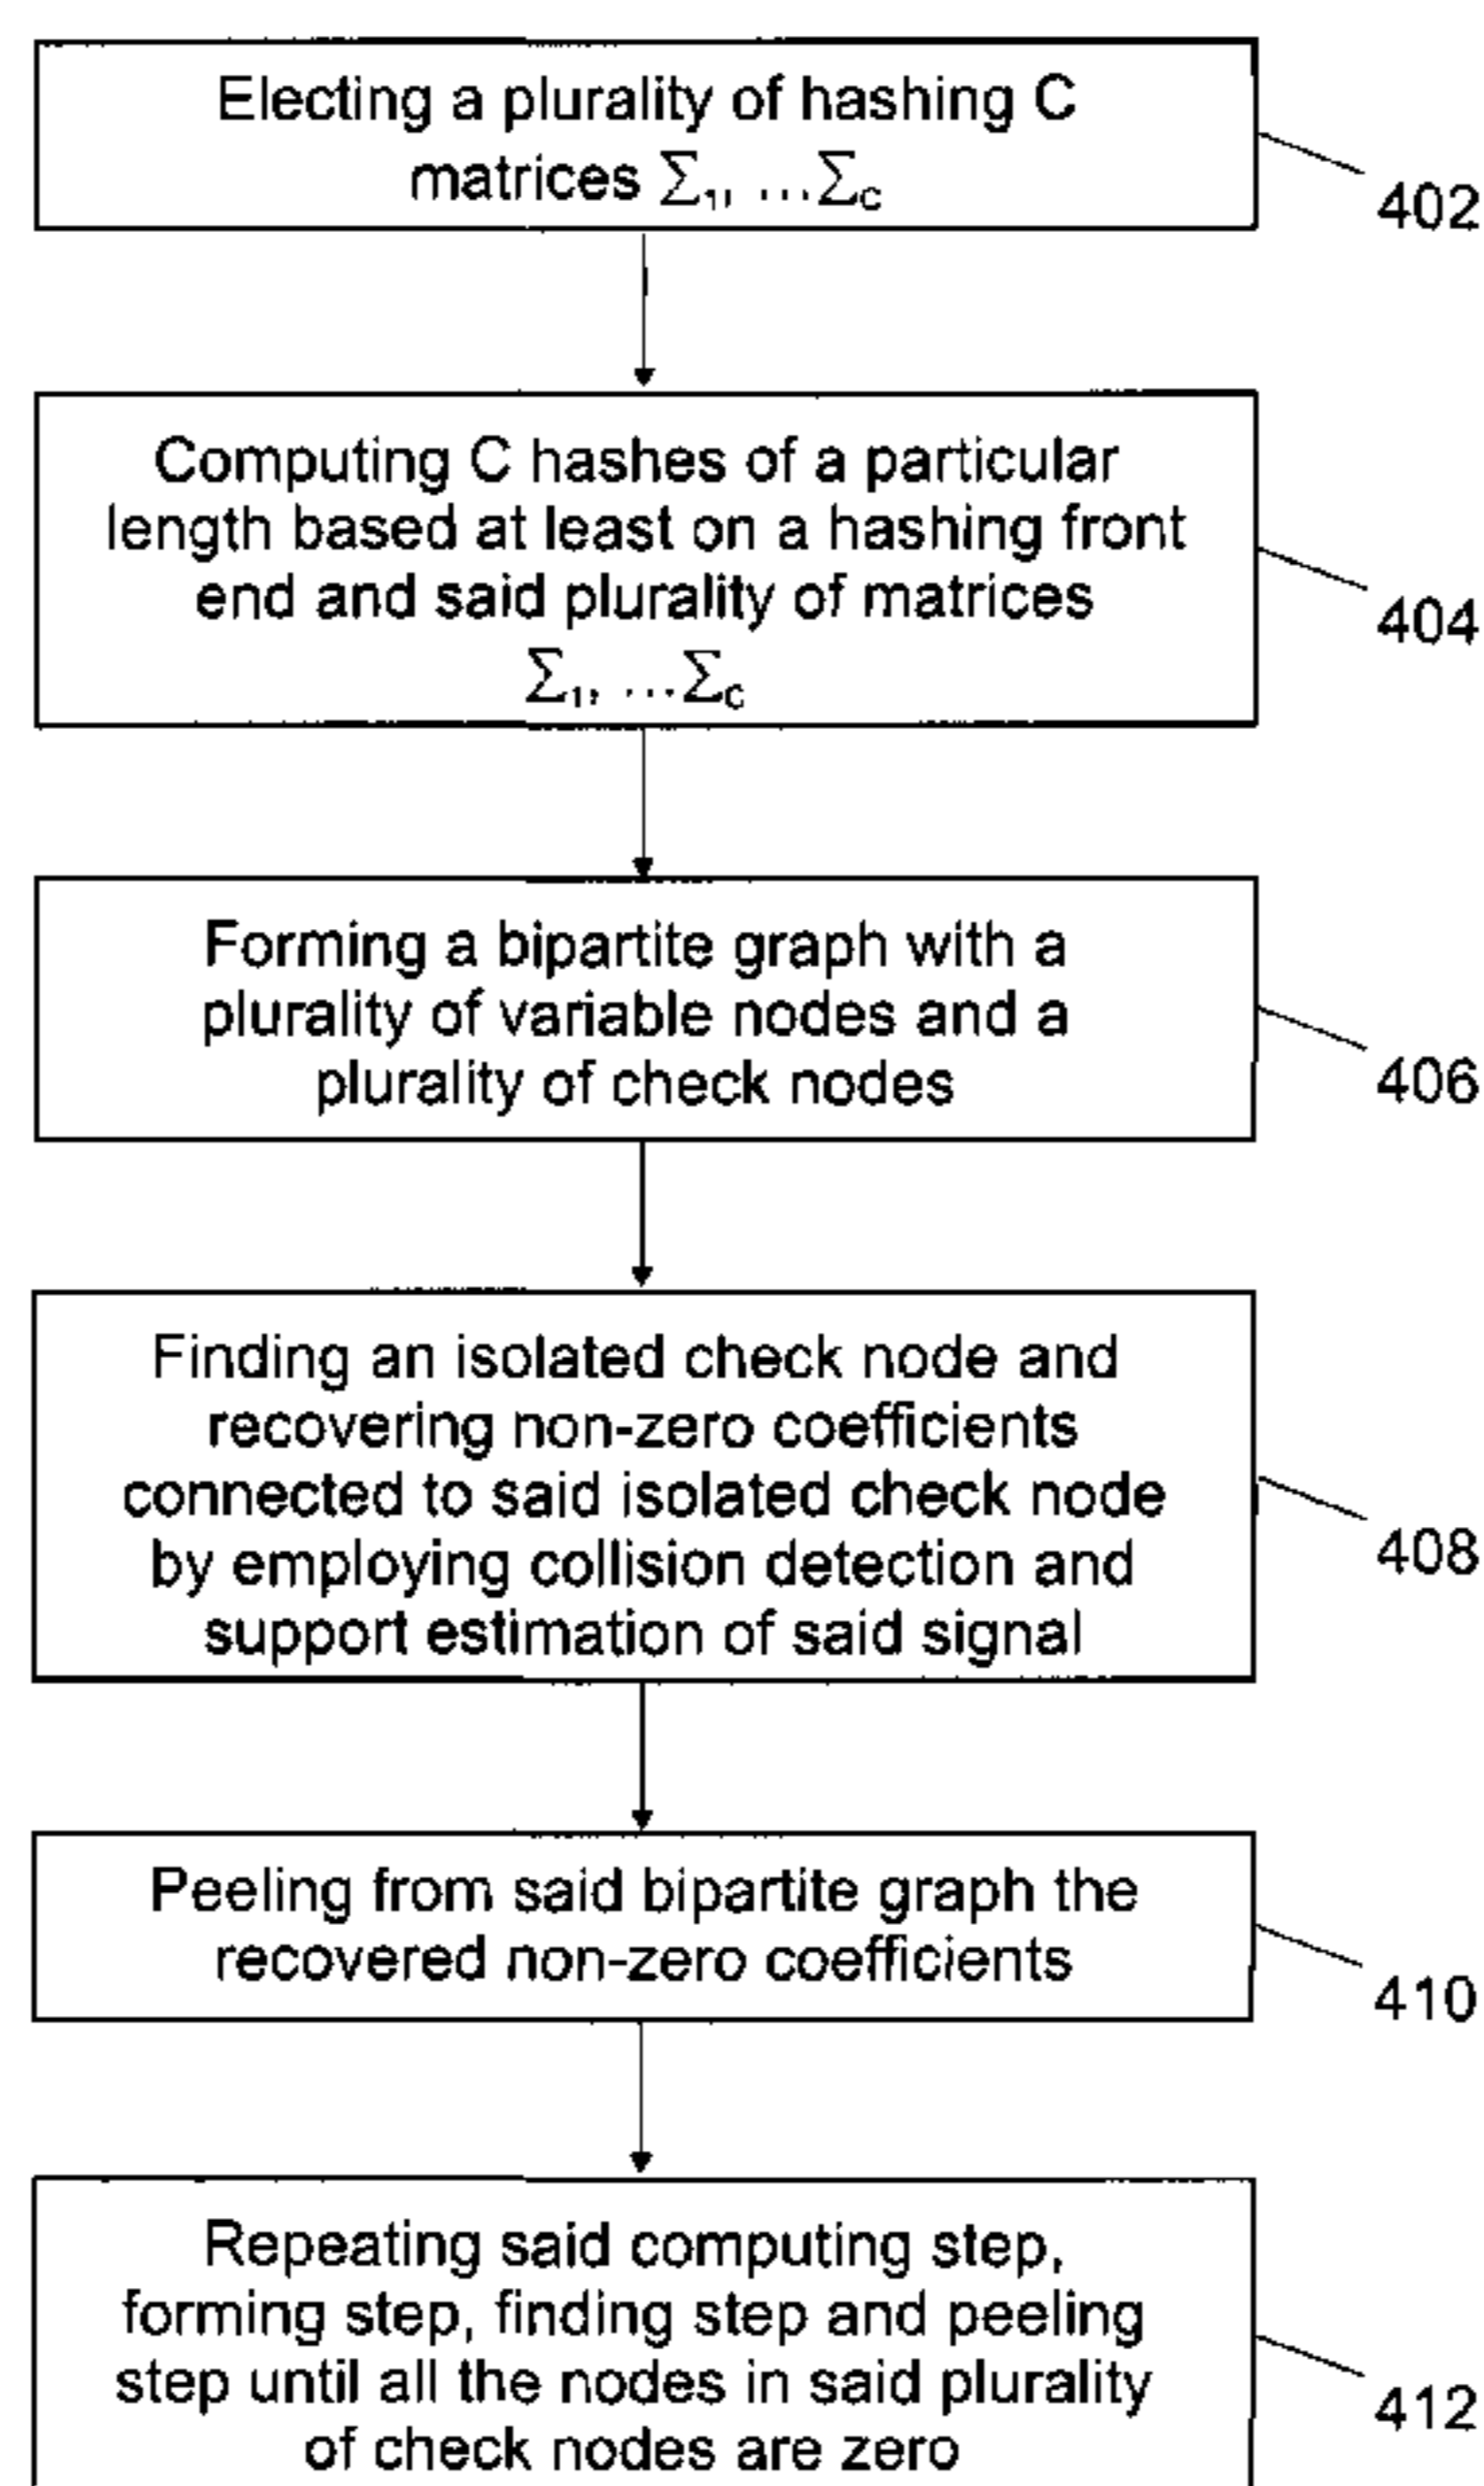 Electing a plurality of hashing C
matrices ∑₁, ...∑C
402
Computing C hashes of a particular
length based at least on a hashing front
end and said plurality of matrices
∑₁, ...∑C
404
Forming a bipartite graph with a
plurality of variable nodes and a
plurality of check nodes
406
Finding an isolated check node and
recovering non-zero coefficients
connected to said isolated check node
by employing collision detection and
support estimation of said signal
408
Peeling from said bipartite graph the
recovered non-zero coefficients
410
Repeating said computing step,
forming step, finding step and peeling
step until all the nodes in said plurality
of check nodes are zero
412